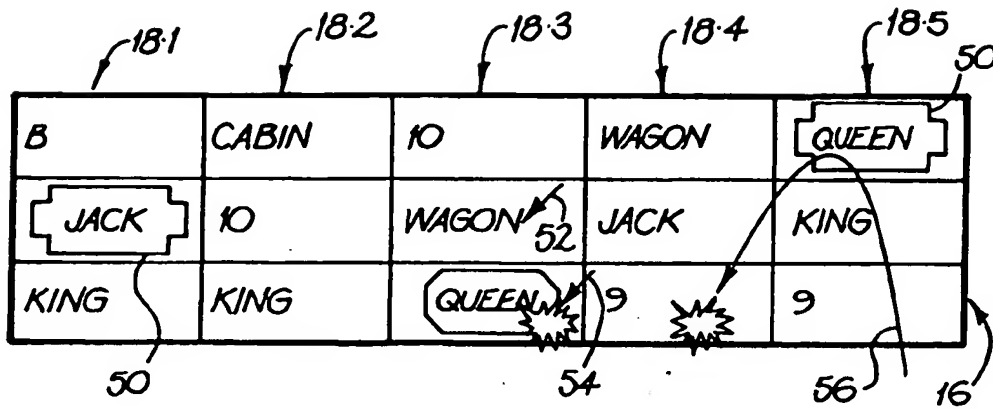 18·1 18·2 18·3 18·4 18·5
50
B CABIN 10 WAGON QUEEN
JACK 10 WAGON 52 JACK KING
KING KING QUEEN 9 9
50 54 56 16